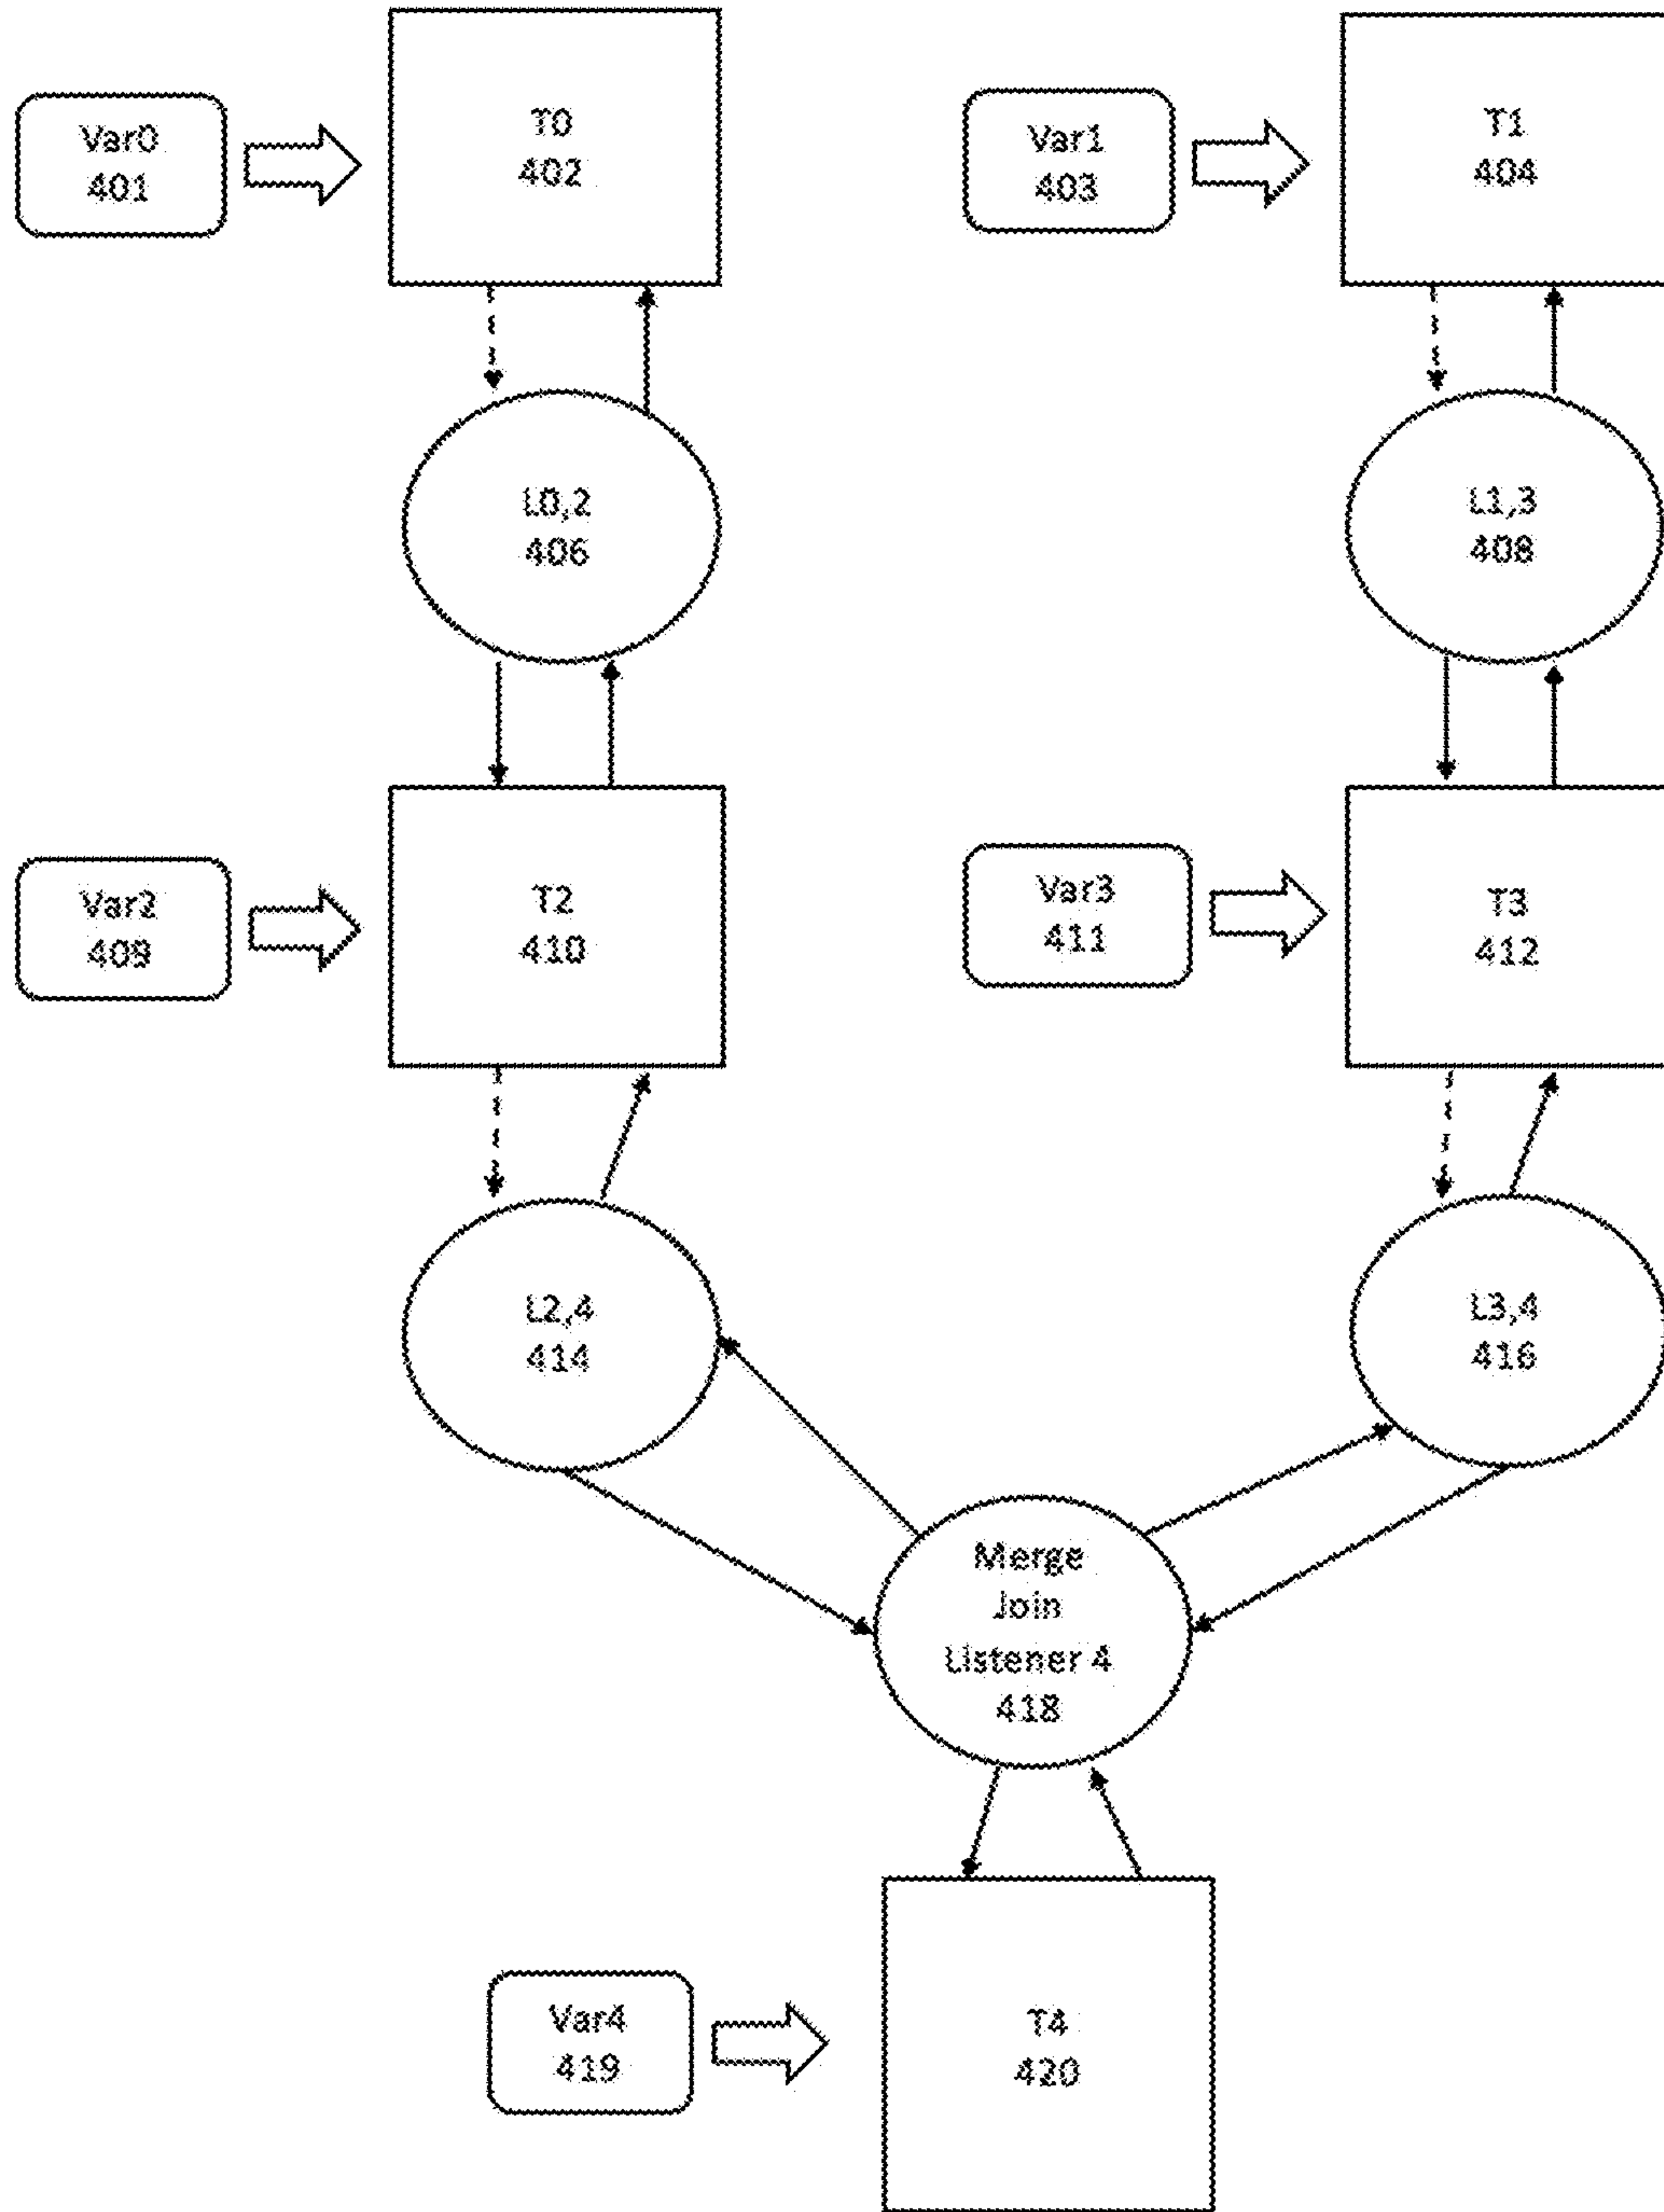 Var0
401
T0
402
Var1
403
T1
404
L0,2
406
L1,3
408
Var2
409
T2
410
Var3
411
T3
412
L2,4
414
L3,4
416
Merge
Join
Listener 4
418
Var4
419
T4
420